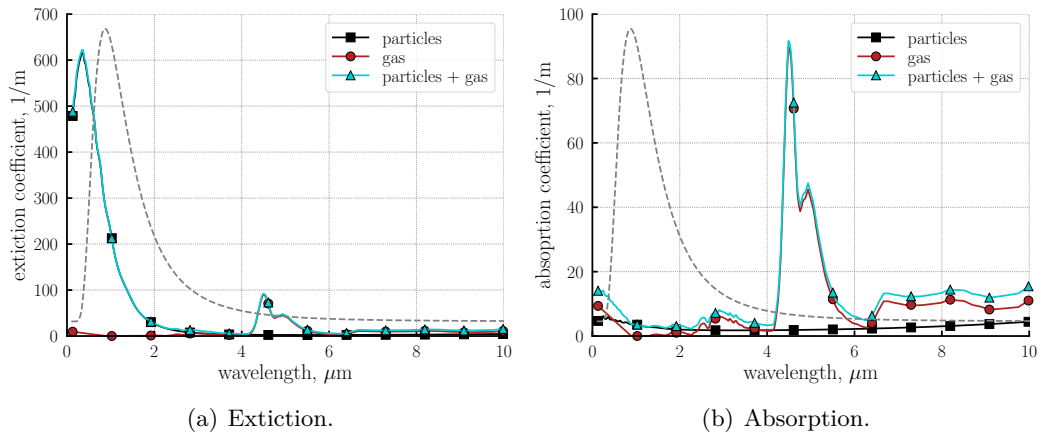 700
600
500
400
300
200
100
0
extiction coefficient, 1/m
0 2 4 6 8 10
wavelength, μm
particles
gas
particles + gas
(a) Extiction.
100
80
60
40
20
0
absoprtion coefficient, 1/m
0 2 4 6 8 10
wavelength, μm
particles
gas
particles + gas
(b) Absorption.